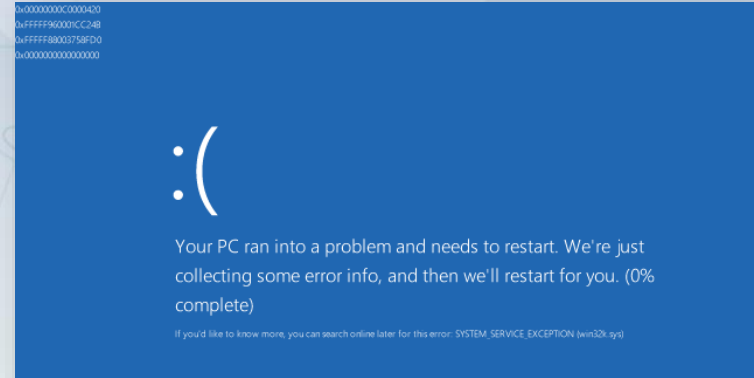 0x00000000C0000420
0xFFFFF960001CC24B
0xFFFFF88003758FD0
0x0000000000000000
:(
Your PC ran into a problem and needs to restart. We're just
collecting some error info, and then we'll restart for you. (0%
complete)
If you'd like to know more, you can search online later for this error: SYSTEM_SERVICE_EXCEPTION (win32k.sys)